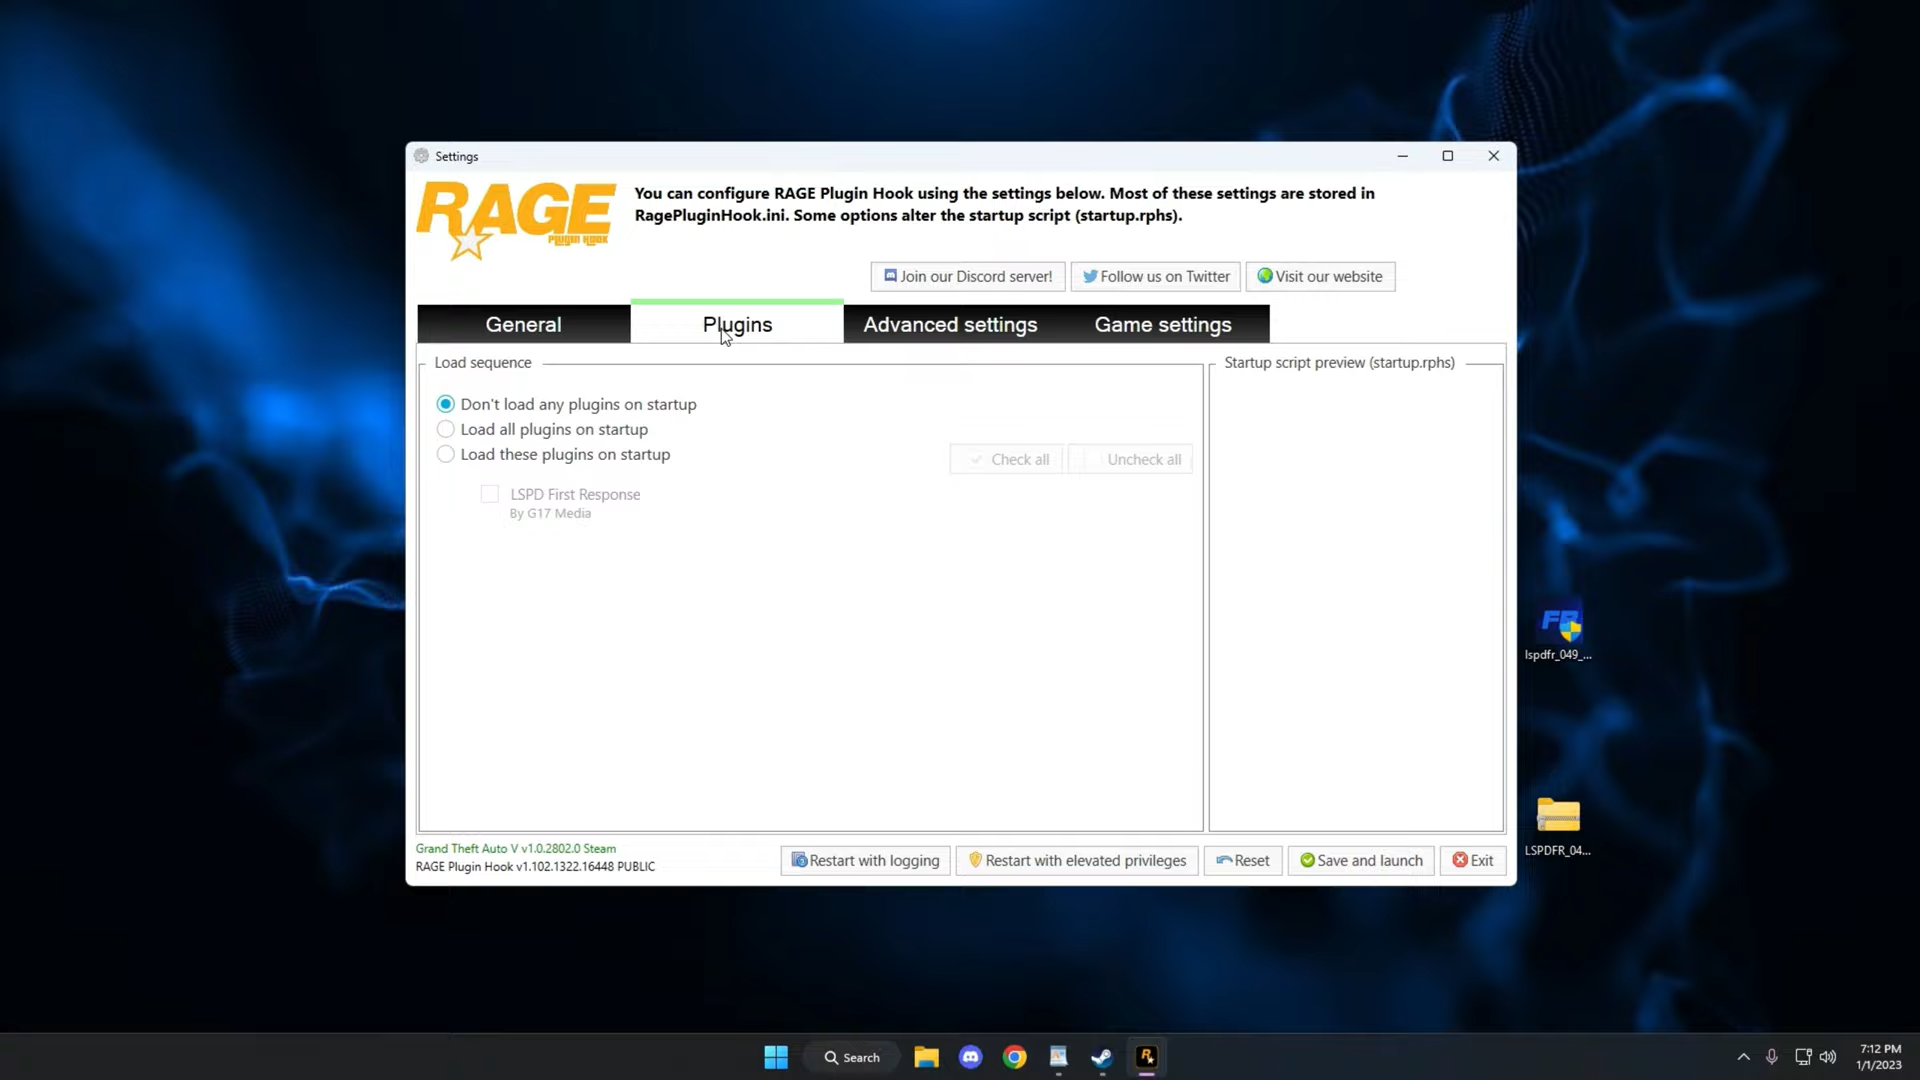 Settings
RAGE
PLUGIN HOOK
You can configure RAGE Plugin Hook using the settings below. Most of these settings are stored in
RagePluginHook.ini. Some options alter the startup script (startup.rphs).
Join our Discord server!
Follow us on Twitter
Visit our website
General
Plugins
Advanced settings
Game settings
Load sequence
Startup script preview (startup.rphs)
Don't load any plugins on startup
Load all plugins on startup
Load these plugins on startup
Check all
Uncheck all
LSPD First Response
By G17 Media
FR
lspdfr_049_...
LSPDFR_04...
Grand Theft Auto V v1.0.2802.0 Steam
RAGE Plugin Hook v1.102.1322.16448 PUBLIC
Restart with logging
Restart with elevated privileges
Reset
Save and launch
Exit
Search
7:12 PM
1/1/2023